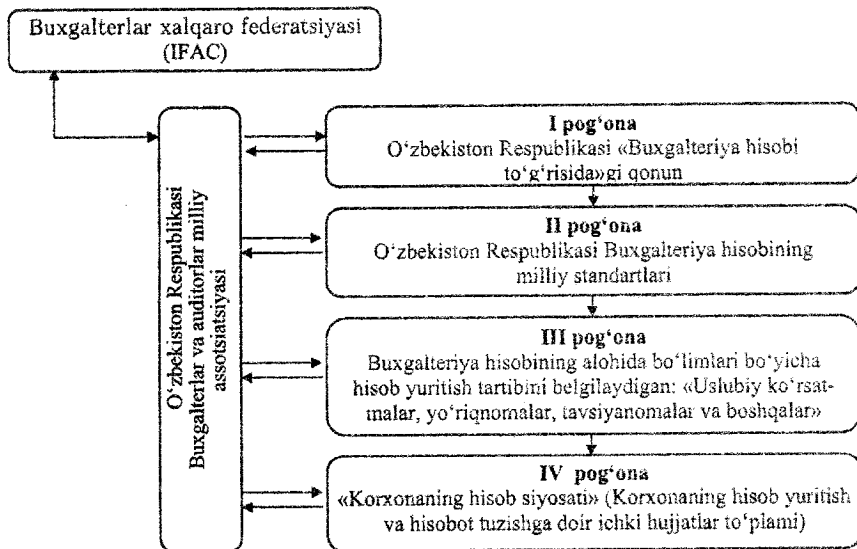 Buxgalterlar xalqaro federatsiyasi
(IFAC)
O‘zbekiston Respublikasi
Buxgalterlar va auditorlar milliy
assotsiatsiyasi
I pog‘ona
O‘zbekiston Respublikasi «Buxgalteriya hisobi
to‘g‘risida»gi qonun
II pog‘ona
O‘zbekiston Respublikasi Buxgalteriya hisobining
milliy standartlari
III pog‘ona
Buxgalteriya hisobining alohida bo‘limlari bo‘yicha
hisob yuritish tartibini belgilaydigan: «Uslubiy ko‘rsat-
malar, yo‘riqnomalar, tavsiyanomalar va boshqalar»
IV pog‘ona
«Korxonaning hisob siyosati» (Korxonaning hisob yuritish
va hisobot tuzishga doir ichki hujjatlar to‘plami)